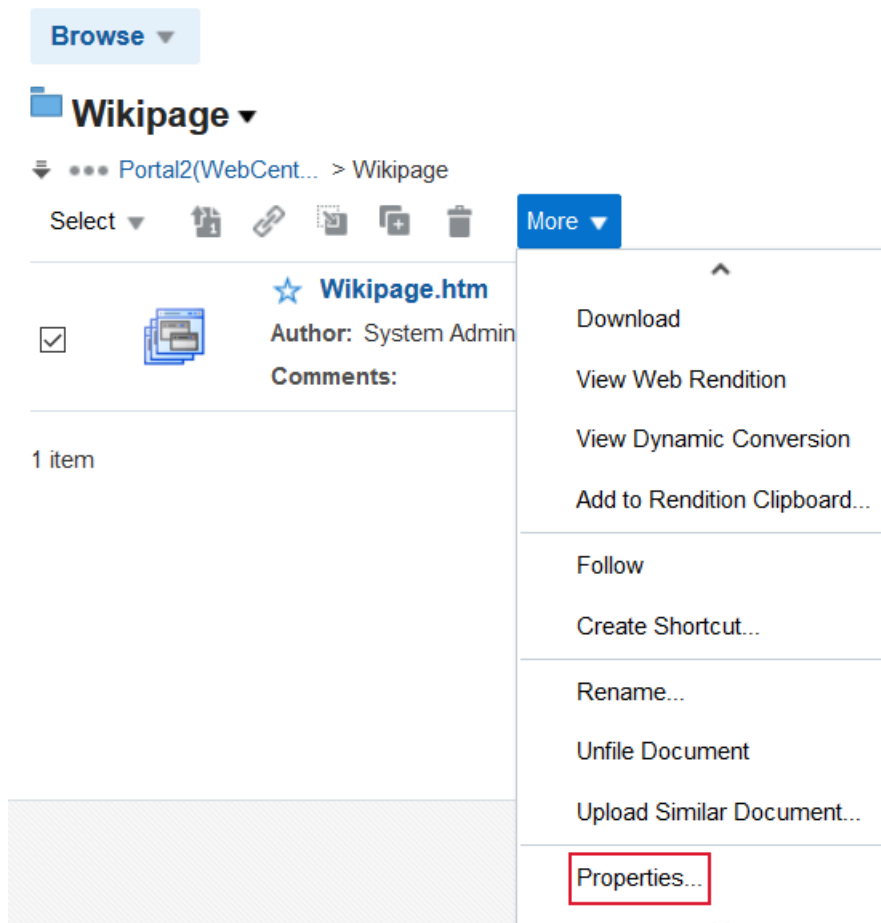 Browse
Wikipage
Portal2(WebCent... > Wikipage
Select
More
Wikipage.htm
Author: System Admin
Comments:
1 item
Download
View Web Rendition
View Dynamic Conversion
Add to Rendition Clipboard...
Follow
Create Shortcut...
Rename...
Unfile Document
Upload Similar Document...
Properties...